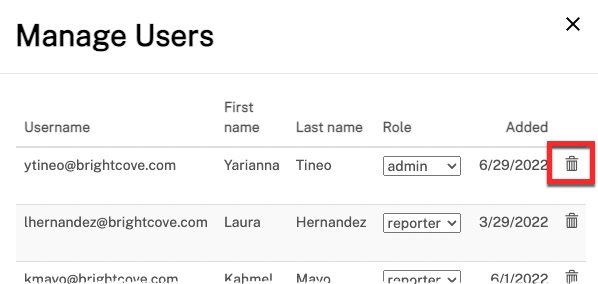 Manage Users
First
Username name Last name Role Added
ytineo@brightcove.com Yarianna Tineo admin 6/29/2022
lhernandez@brightcove.com Laura Hernandez reporter 3/29/2022
kmayo@brightcove.com Kahmel Mayo reporter 6/1/2022